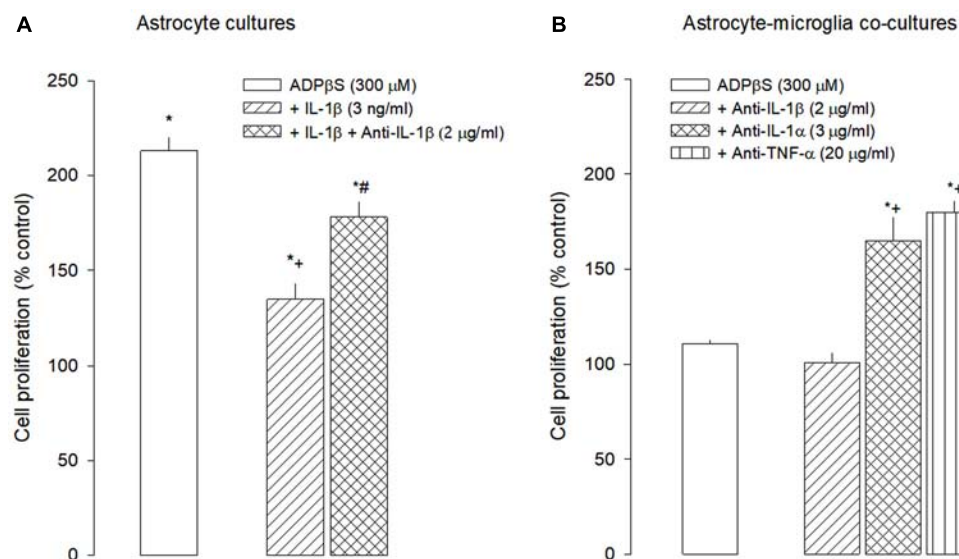 A
Astrocyte cultures
Cell proliferation (% control)
250
200
150
100
50
0
ADPβS (300 μM)
+ IL-1β (3 ng/ml)
+ IL-1β + Anti-IL-1β (2 μg/ml)
*
*+
*#
B
Astrocyte-microglia co-cultures
Cell proliferation (% control)
250
200
150
100
50
0
ADPβS (300 μM)
+ Anti-IL-1β (2 μg/ml)
+ Anti-IL-1α (3 μg/ml)
+ Anti-TNF-α (20 μg/ml)
*+
*+